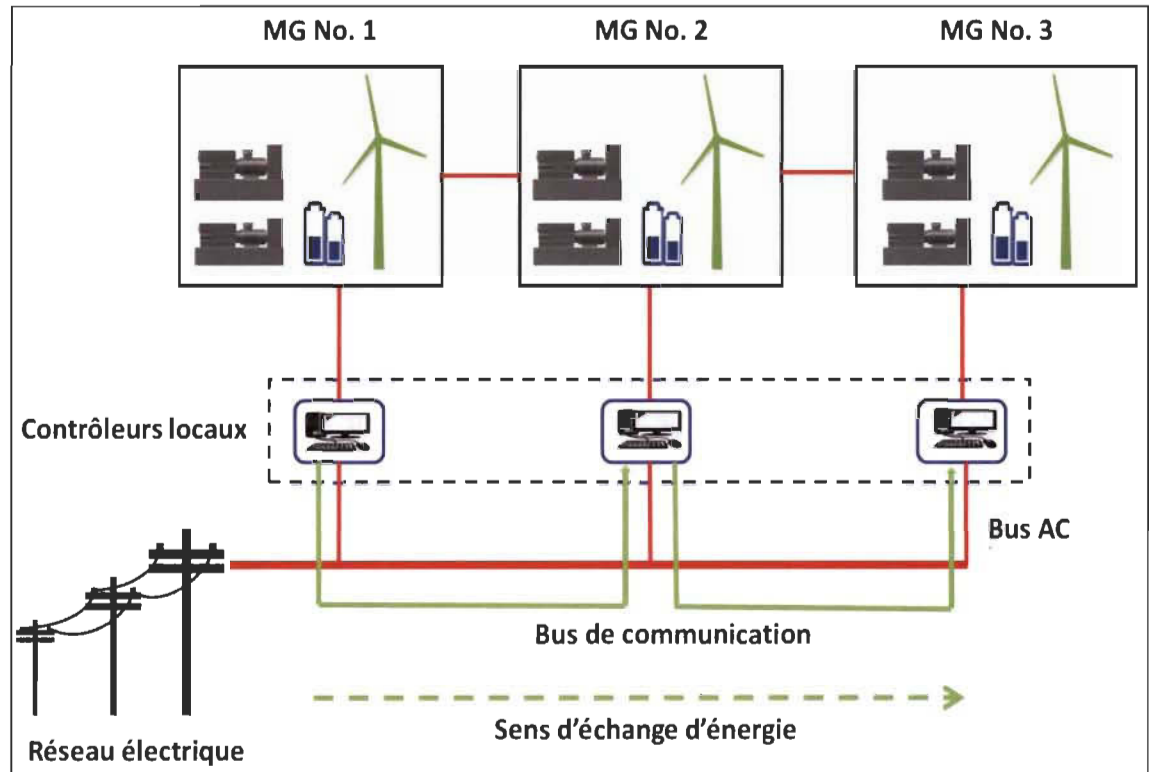 MG No. 1
MG No. 2
MG No. 3
Contrôleurs locaux
Bus AC
Bus de communication
Sens d'échange d'énergie
Réseau électrique